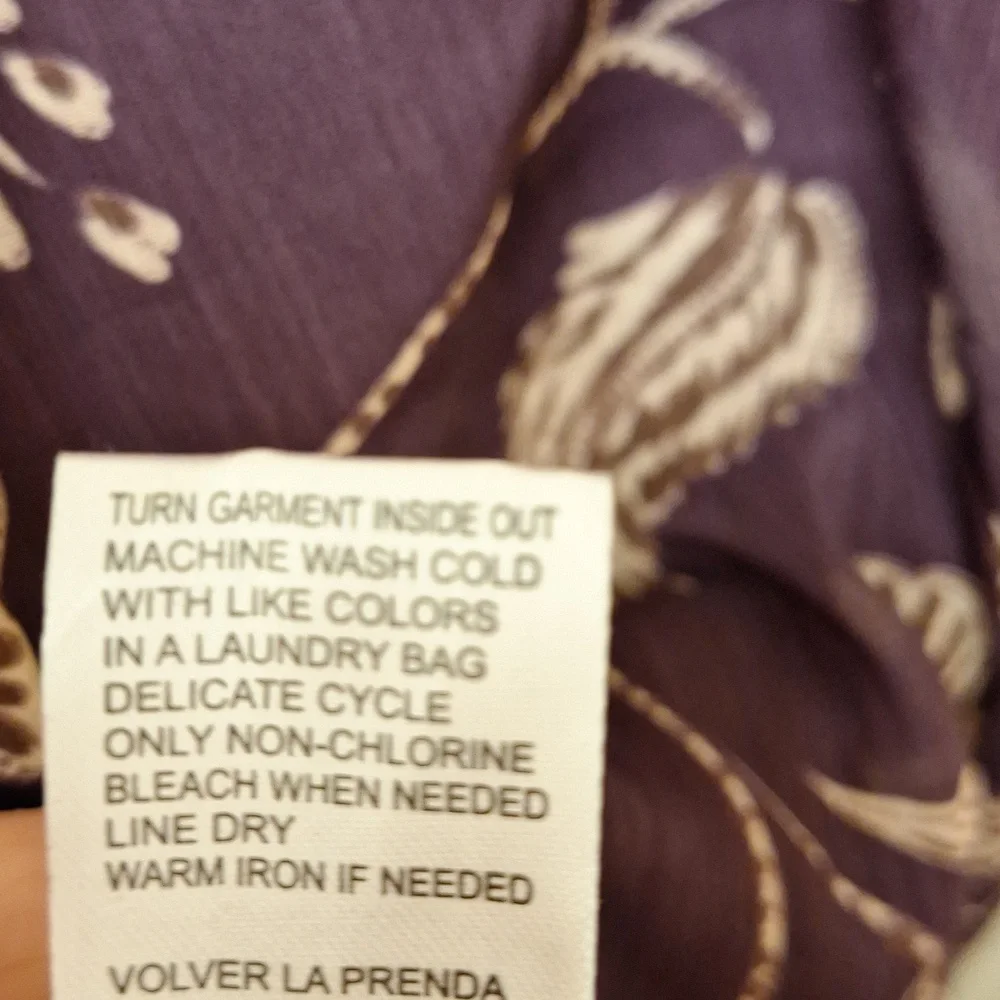 TURN GARMENT INSIDE OUT
MACHINE WASH COLD
WITH LIKE COLORS
IN A LAUNDRY BAG
DELICATE CYCLE
ONLY NON-CHLORINE
BLEACH WHEN NEEDED
LINE DRY
WARM IRON IF NEEDED
VOLVER LA PRENDA